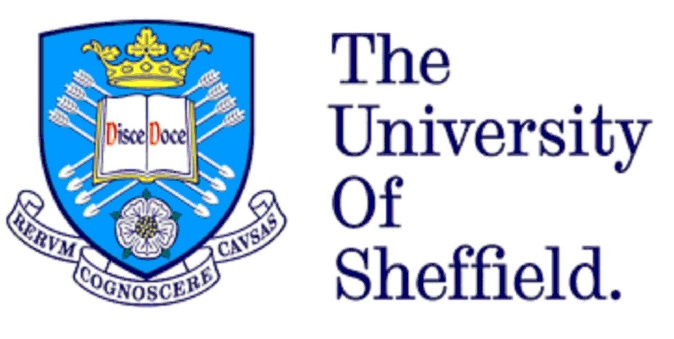 Disce Doce
RERVM COGNOSCERE CAVSAS
The
University
Of
Sheffield.